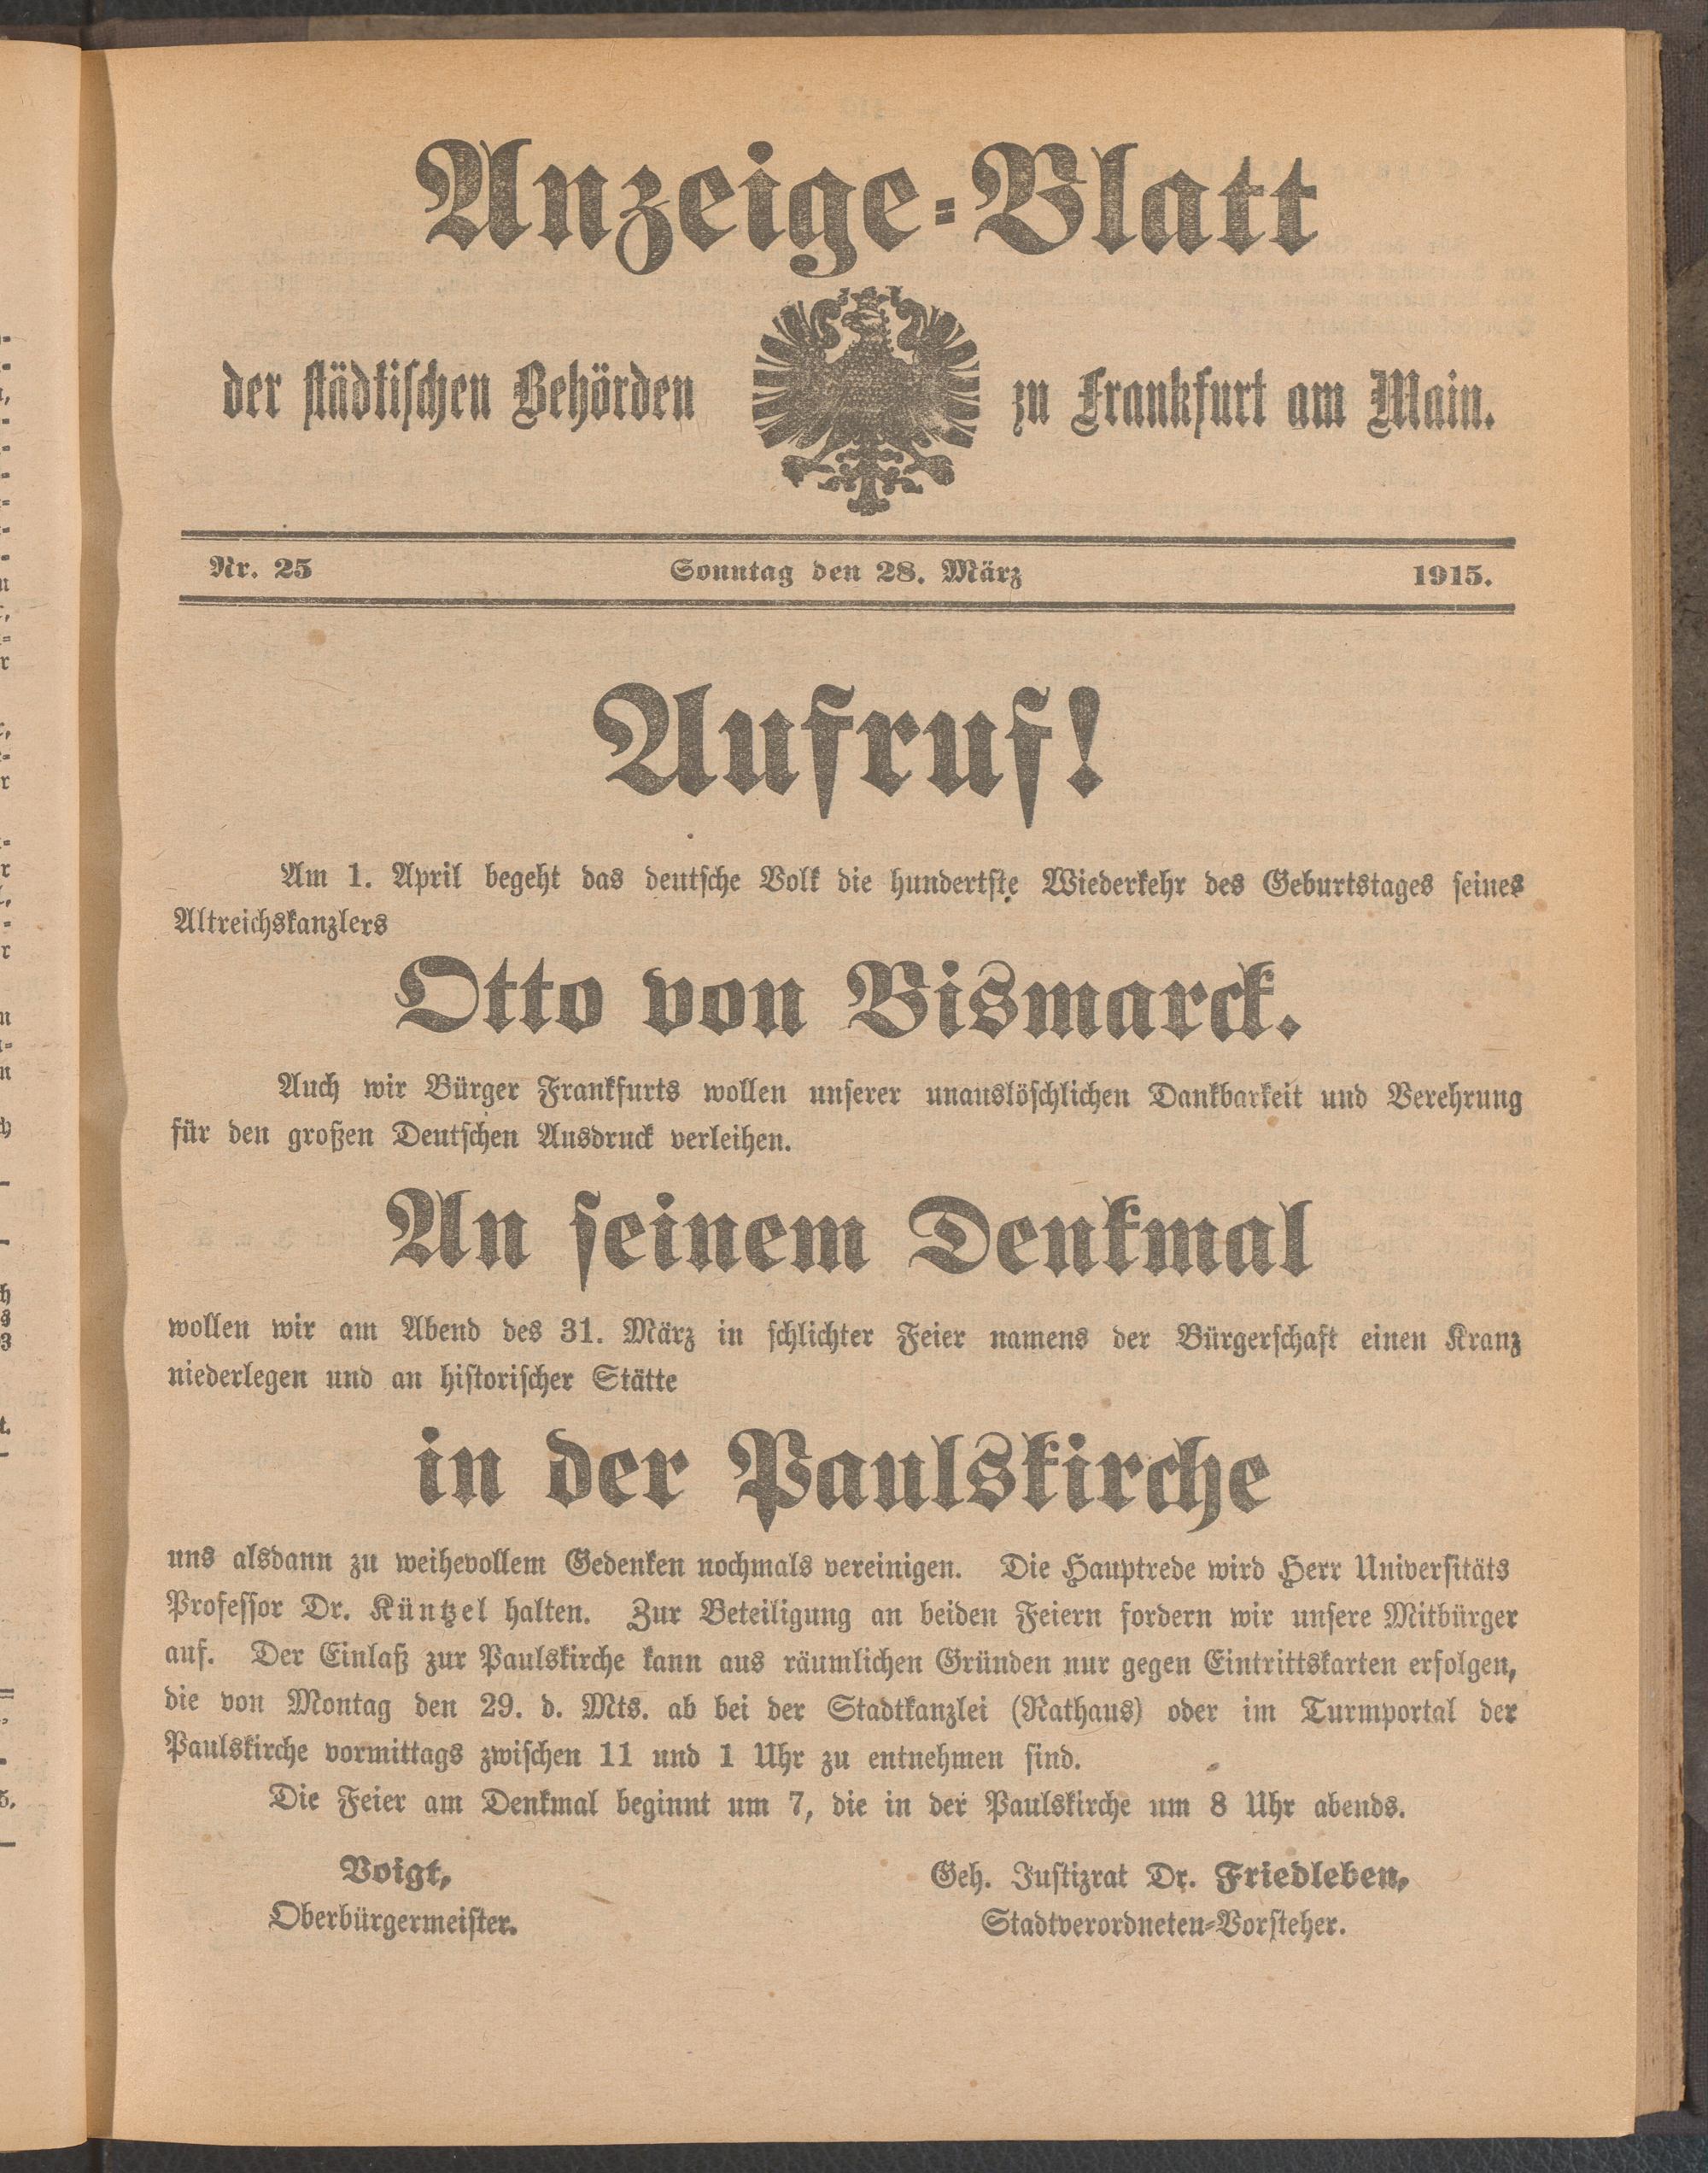 Anzeige=Blatt
der städtischen Behörden zu Frankfurt am Main.
Nr. 25 Sonntag den 28. März 1915.
Aufruf!
Am 1. April begeht das deutsche Volk die hundertste Wiederkehr des Geburtstages seines
Altreichskanzlers
Otto von Bismarck.
Auch wir Bürger Frankfurts wollen unserer unauslöschlichen Dankbarkeit und Verehrung
für den großen Deutschen Ausdruck verleihen.
An seinem Denkmal
wollen wir am Abend des 31. März in schlichter Feier namens der Bürgerschaft einen Kranz
niederlegen und an historischer Stätte
in der Paulskirche
uns alsdann zu weihevollem Gedenken nochmals vereinigen. Die Hauptrede wird Herr Universitäts
Professor Dr. Küntzel halten. Zur Beteiligung an beiden Feiern fordern wir unsere Mitbürger
auf. Der Einlaß zur Paulskirche kann aus räumlichen Gründen nur gegen Eintrittskarten erfolgen,
die von Montag den 29. d. Mts. ab bei der Stadtkanzlei (Rathaus) oder im Turmportal der
Paulskirche vormittags zwischen 11 und 1 Uhr zu entnehmen sind.
Die Feier am Denkmal beginnt um 7, die in der Paulskirche um 8 Uhr abends.
Voigt, Geh. Justizrat Dr. Friedleben,
Oberbürgermeister. Stadtverordneten=Vorsteher.